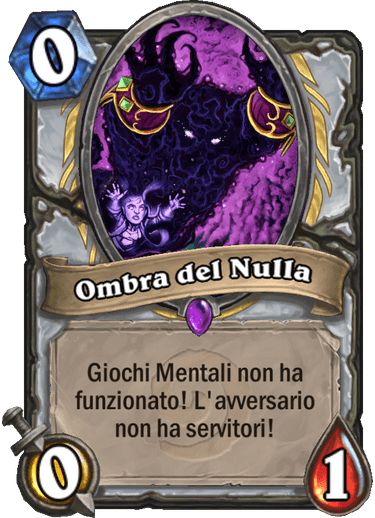 0
Ombra del Nulla
Giochi Mentali non ha
funzionato! L'avversario
non ha servitori!
0
1